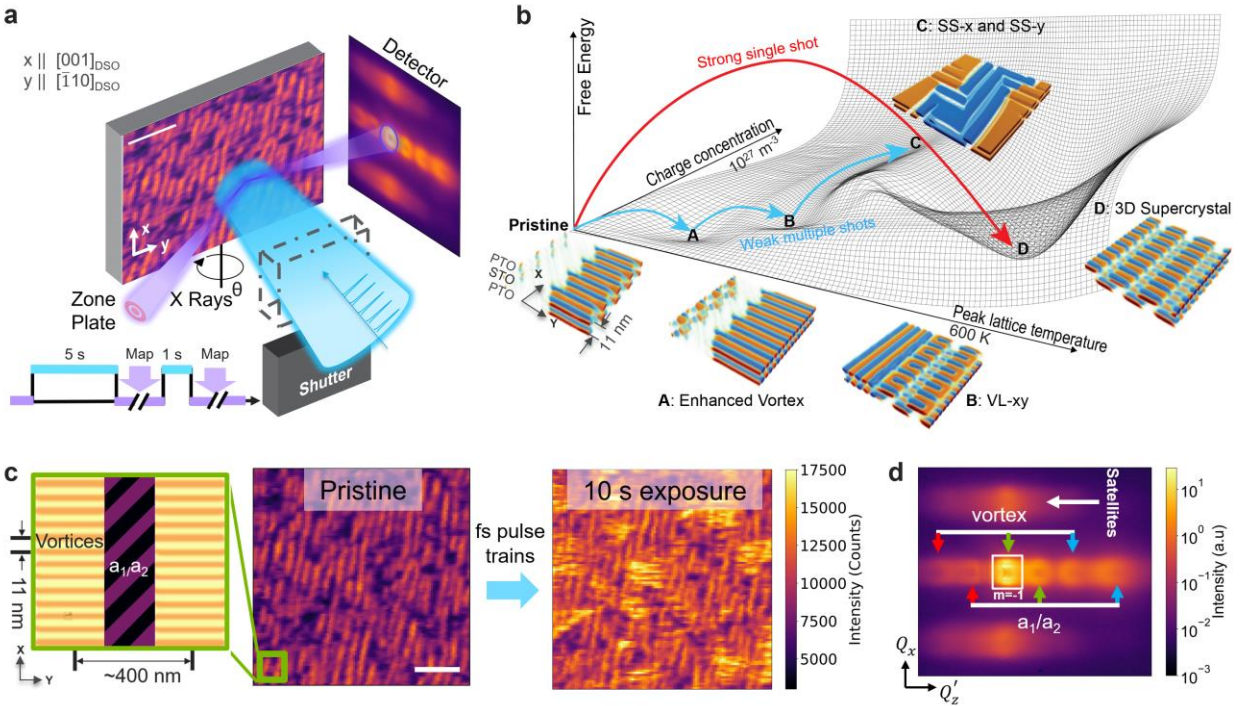 a
x || [001]DSO
y || [1̄10]DSO
Detector
x
y
Zone
Plate
X Rays
θ
5 s
Map
1 s
Map
Shutter
b
Free Energy
C: SS-x and SS-y
Strong single shot
Charge concentration
10²⁷ m⁻³
C
Pristine
A
B
Weak multiple shots
D
D: 3D Supercrystal
PTO
STO
PTO
X
Y
11 nm
Peak lattice temperature
600 K
A: Enhanced Vortex
B: VL-xy
c
Vortices
a₁/a₂
11 nm
X
Y
~400 nm
Pristine
fs pulse
trains
10 s exposure
17500
15000
12500
10000
7500
5000
Intensity (Counts)
d
Satellites
vortex
m=-1
a₁/a₂
Qx
Q′z
10¹
10⁰
10⁻¹
10⁻²
10⁻³
Intensity (a.u)